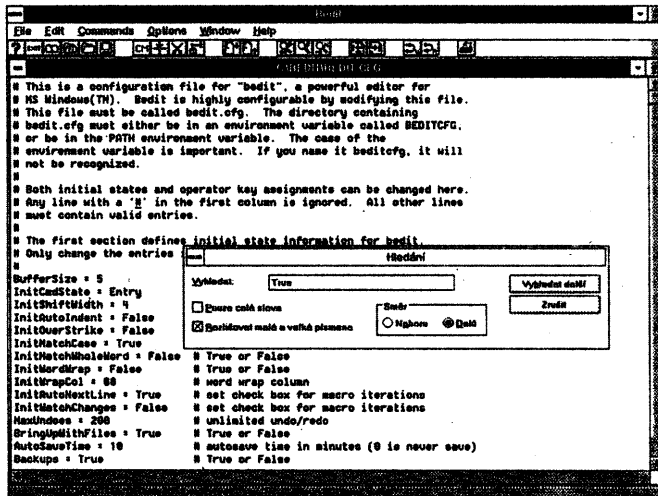 Bedit
File Edit Commands Options Window Help
# This is a configuration file for "bedit", a powerful editor for
# MS Windows(TM). Bedit is highly configurable by modifying this file.
# This file must be called bedit.cfg. The directory containing
# bedit.cfg must either be in an environment variable called BEDITCFG,
# or be in the PATH environment variable. The case of the
# environment variable is important. If you name it beditcfg, it will
# not be recognized.
#
# Both initial states and operator key assignments can be changed here.
# Any line with a '#' in the first column is ignored. All other lines
# must contain valid entries.
#
# The first section defines initial state information for bedit.
# Only change the entries
#
BufferSize = 5
InitCmdState = Entry
InitShiftWidth = 4
InitAutoIndent = False
InitOverStrike = False
InitMatchCase = True
InitMatchWholeWord = False # True or False
InitWordWrap = False # True or False
InitWrapCol = 80 # word wrap column
InitAutoNextLine = True # set check box for macro iterations
InitWatchChanges = False # set check box for macro iterations
MaxUndoes = 200 # unlimited undo/redo
BringUpWithFiles = True # True or False
AutoSaveTime = 10 # autosave time in minutes (0 is never save)
Backups = True # True or False
Hledání
Vyhledat: True
Vyhledat další
Pouze celá slova
Směr
Zrušit
Rozlišovat malá a velká písmena
Nahoru Dolů